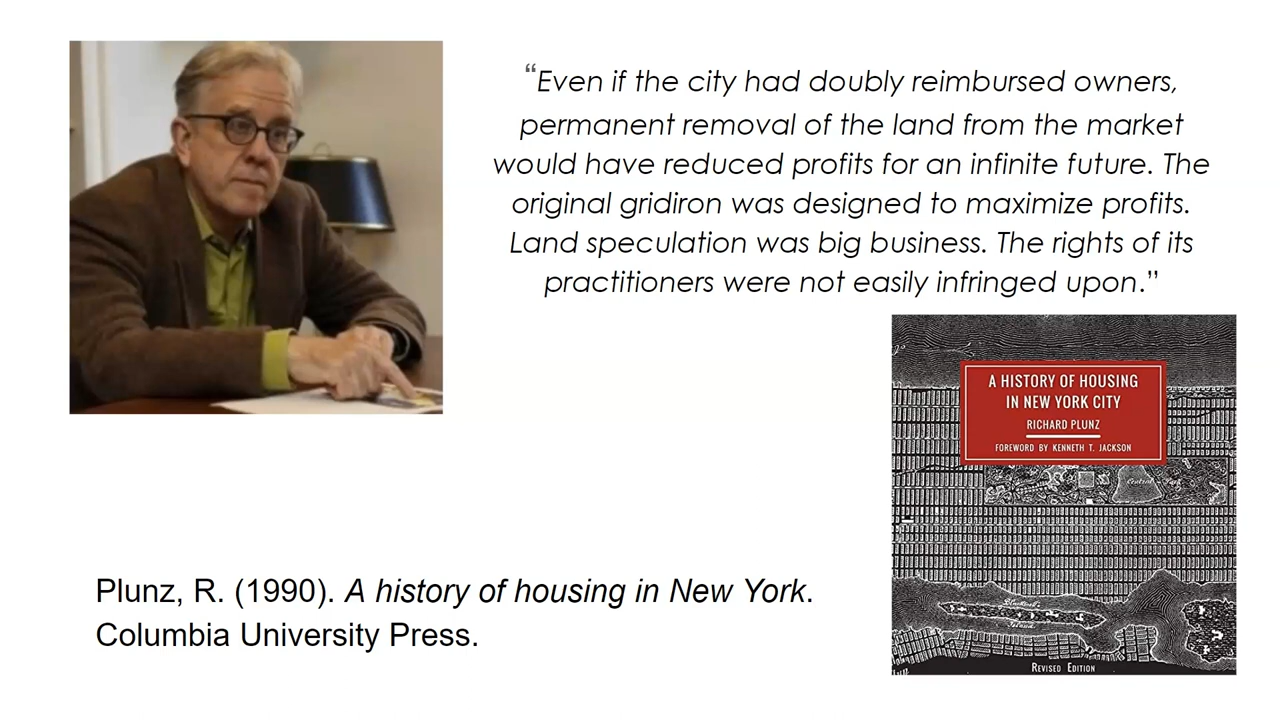 “Even if the city had doubly reimbursed owners,
permanent removal of the land from the market
would have reduced profits for an infinite future. The
original gridiron was designed to maximize profits.
Land speculation was big business. The rights of its
practitioners were not easily infringed upon.”
A HISTORY OF HOUSING
IN NEW YORK CITY
RICHARD PLUNZ
FOREWORD BY KENNETH T. JACKSON
Central Park
Island
REVISED EDITION
Plunz, R. (1990). A history of housing in New York.
Columbia University Press.